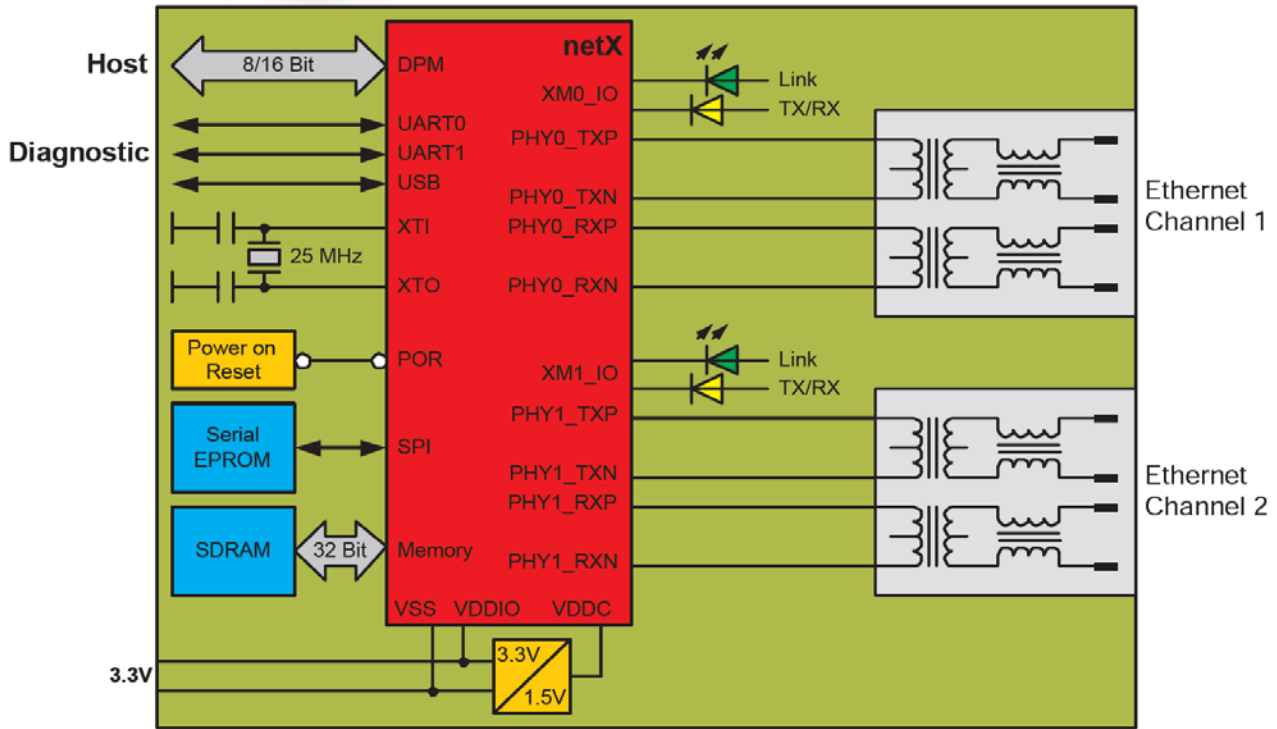 netX
Host
8/16 Bit
DPM
Link
XM0_IO
TX/RX
UART0
PHY0_TXP
Diagnostic
UART1
USB
PHY0_TXN
Ethernet
Channel 1
XTI
PHY0_RXP
25 MHz
XTO
PHY0_RXN
Power on
Reset
POR
Link
XM1_IO
TX/RX
PHY1_TXP
Serial
EPROM
SPI
PHY1_TXN
Ethernet
Channel 2
PHY1_RXP
SDRAM
32 Bit
Memory
PHY1_RXN
VSS VDDIO VDDC
3.3V
3.3V
1.5V